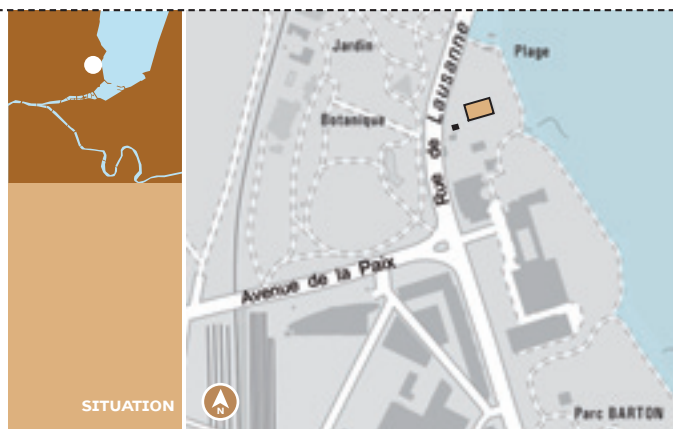 Jardin
Botanique
Rue de Lausanne
Plage
Avenue de la Paix
SITUATION
N
Parc BARTON